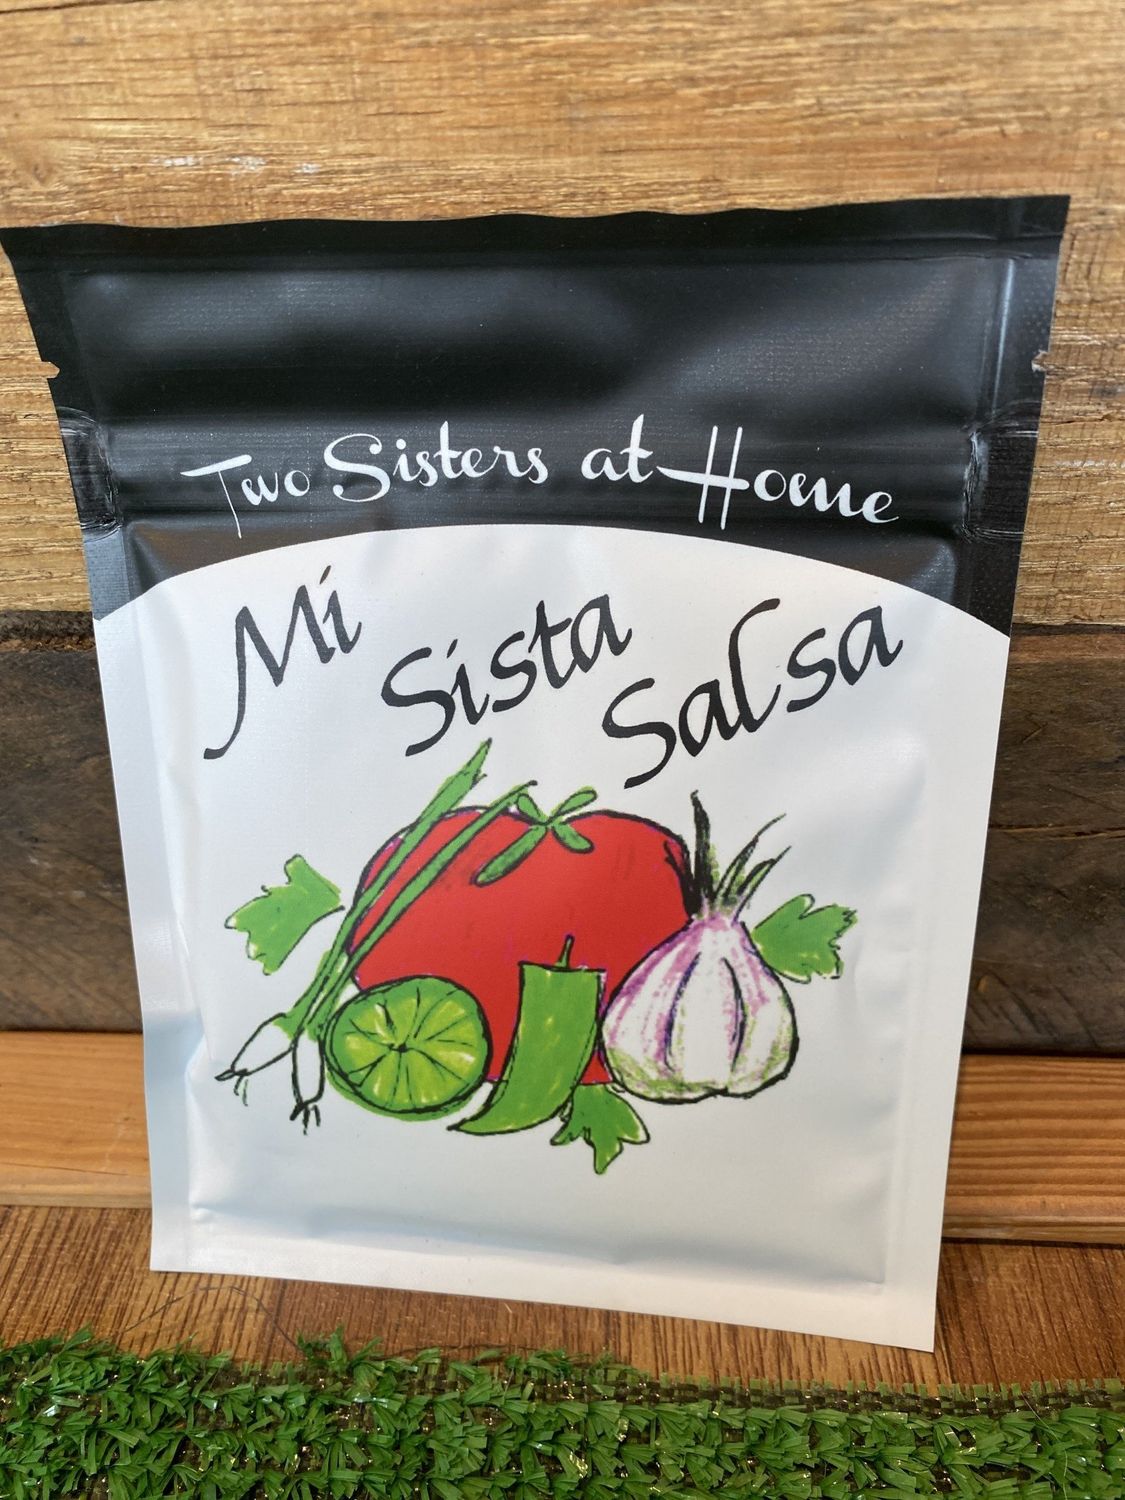 Two Sisters at Home
Mi
Sista
Salsa